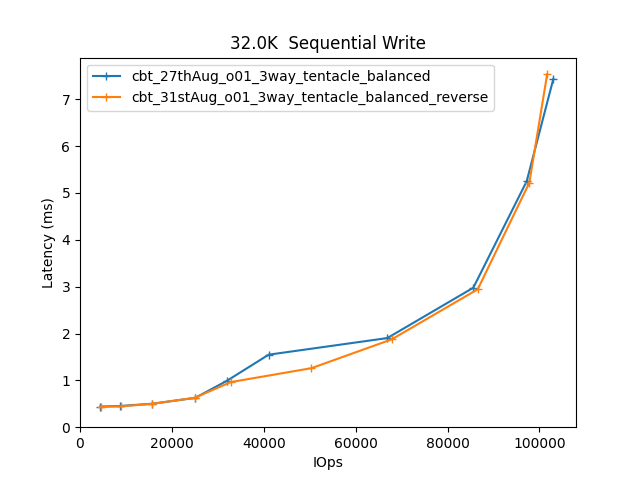 32.0K  Sequential Write
cbt_27thAug_o01_3way_tentacle_balanced
cbt_31stAug_o01_3way_tentacle_balanced_reverse
Latency (ms)
7
6
5
4
3
2
1
0
0 20000 40000 60000 80000 100000
IOps